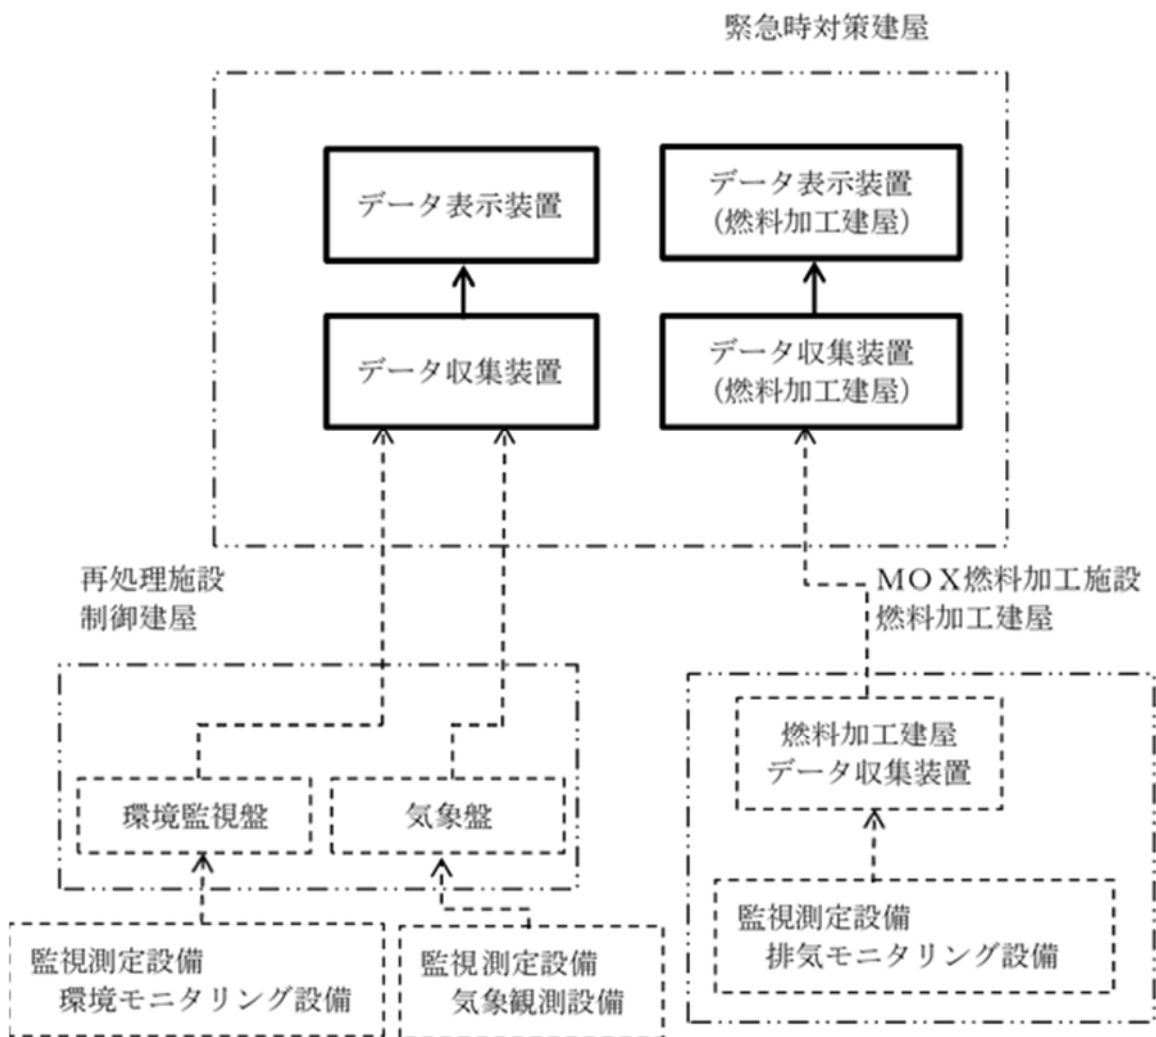 緊急時対策建屋
データ表示装置
データ表示装置
(燃料加工建屋)
データ収集装置
データ収集装置
(燃料加工建屋)
再処理施設
制御建屋
ＭＯＸ燃料加工施設
燃料加工建屋
燃料加工建屋
データ収集装置
環境監視盤
気象盤
監視測定設備
環境モニタリング設備
監視測定設備
気象観測設備
監視測定設備
排気モニタリング設備